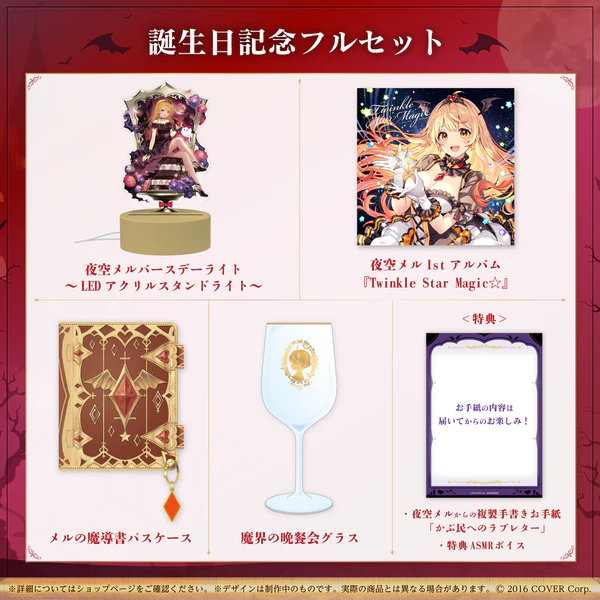 誕生日記念フルセット
夜空メルバースデーライト
～LEDアクリルスタンドライト～
Twinkle
Star Magic
夜空メル1stアルバム
『Twinkle Star Magic☆』
メルの魔導書パスケース
魔界の晩餐会グラス
<特典>
お手紙の内容は
届いてからのお楽しみ！
・夜空メルからの複製手書きお手紙
「かぷ民へのラブレター」
・特典ASMRボイス
※詳細についてはショップページをご確認ください。※デザインは制作中のものです。実際の商品とは異なる場合があります。© 2016 COVER Corp.